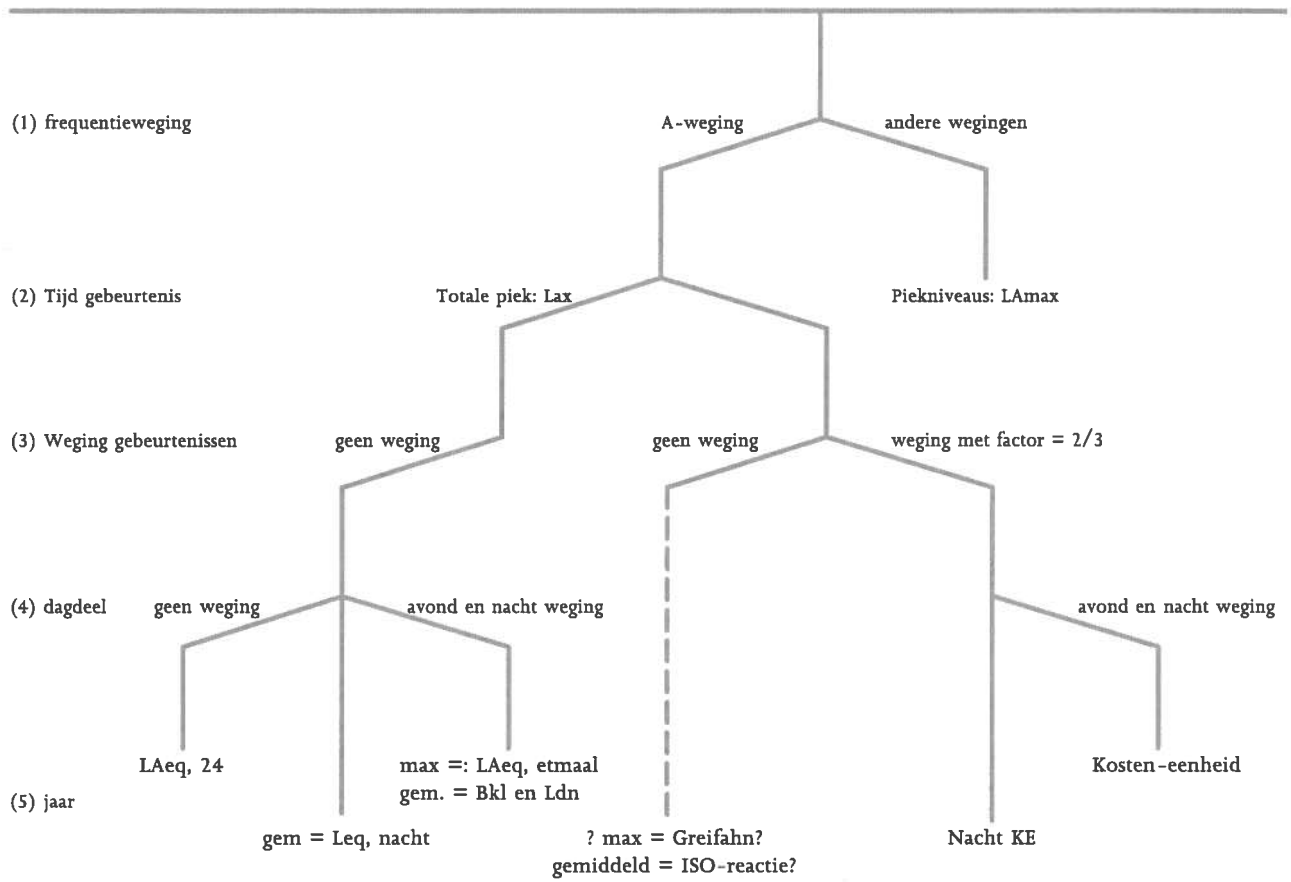 (1) frequentieweging A-weging andere wegingen
(2) Tijd gebeurtenis Totale piek: Lax Piekniveaus: LAmax
(3) Weging gebeurtenissen geen weging geen weging weging met factor = 2/3
(4) dagdeel geen weging avond en nacht weging avond en nacht weging
LAeq, 24 max =: LAeq, etmaal Kosten-eenheid
gem. = Bkl en Ldn
(5) jaar
gem = Leq, nacht ? max = Greifahn? Nacht KE
gemiddeld = ISO-reactie?